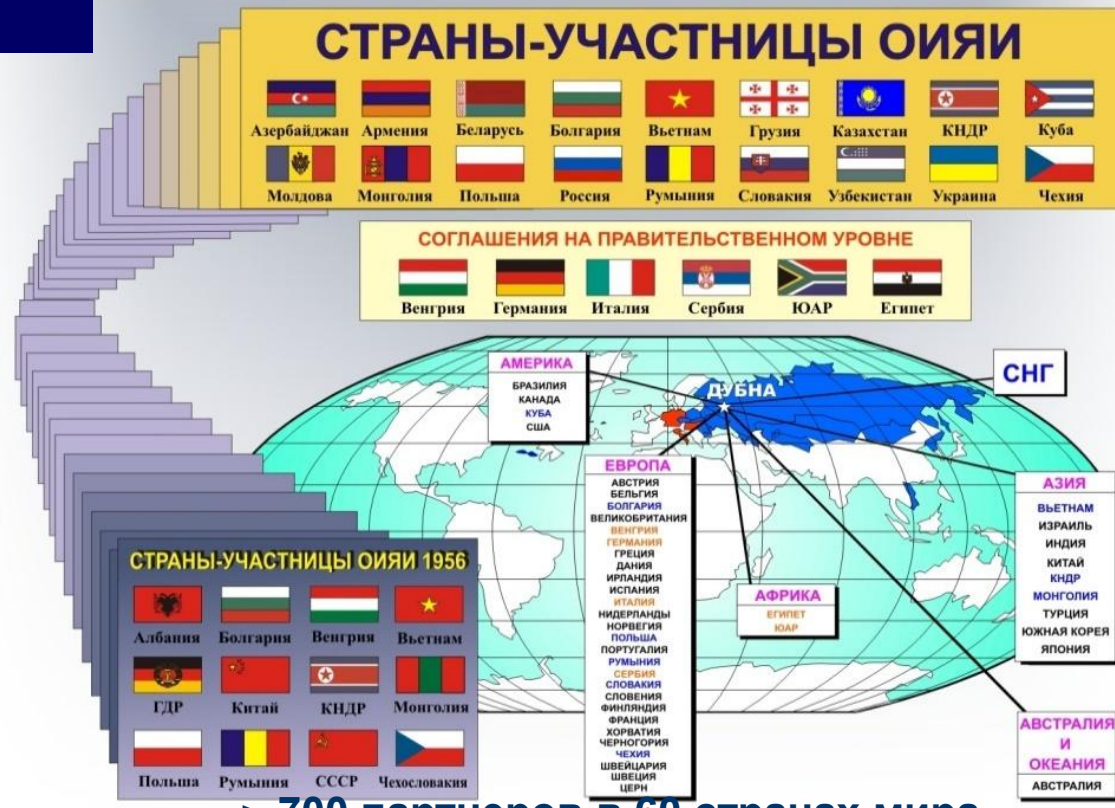 СТРАНЫ-УЧАСТНИЦЫ ОИЯИ
Азербайджан Армения Беларусь Болгария Вьетнам Грузия Казахстан КНДР Куба
Молдова Монголия Польша Россия Румыния Словакия Узбекистан Украина Чехия
СОГЛАШЕНИЯ НА ПРАВИТЕЛЬСТВЕННОМ УРОВНЕ
Венгрия Германия Италия Сербия ЮАР Египет
АМЕРИКА
БРАЗИЛИЯ
КАНАДА
КУБА
США
ДУБНА
СНГ
ЕВРОПА
АВСТРИЯ
БЕЛЬГИЯ
БОЛГАРИЯ
ВЕЛИКОБРИТАНИЯ
ВЕНГРИЯ
ГЕРМАНИЯ
ГРЕЦИЯ
ДАНИЯ
ИРЛАНДИЯ
ИСПАНИЯ
ИТАЛИЯ
НИДЕРЛАНДЫ
НОРВЕГИЯ
ПОЛЬША
ПОРТУГАЛИЯ
РУМЫНИЯ
СЕРБИЯ
СЛОВАКИЯ
СЛОВЕНИЯ
ФИНЛЯНДИЯ
ФРАНЦИЯ
ХОРВАТИЯ
ЧЕРНОГОРИЯ
ЧЕХИЯ
ШВЕЙЦАРИЯ
ШВЕЦИЯ
ЦЕРН
АФРИКА
ЕГИПЕТ
ЮАР
АЗИЯ
ВЬЕТНАМ
ИЗРАИЛЬ
ИНДИЯ
КИТАЙ
КНДР
МОНГОЛИЯ
ТУРЦИЯ
ЮЖНАЯ КОРЕЯ
ЯПОНИЯ
АВСТРАЛИЯ
И
ОКЕАНИЯ
АВСТРАЛИЯ
СТРАНЫ-УЧАСТНИЦЫ ОИЯИ 1956
Албания Болгария Венгрия Вьетнам
ГДР Китай КНДР Монголия
Польша Румыния СССР Чехословакия
> 700 партнеров в 60 странах мира